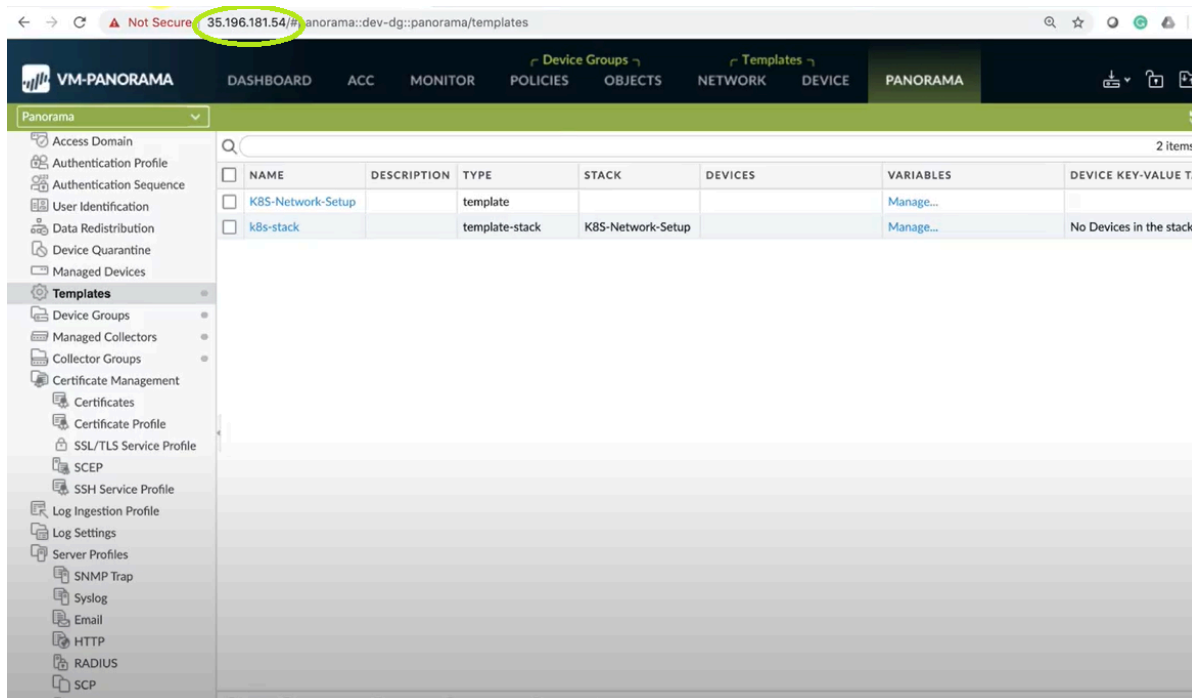 Not Secure 35.196.181.54/#panorama::dev-dg::panorama/templates
VM-PANORAMA
DASHBOARD ACC MONITOR Device Groups POLICIES OBJECTS Templates NETWORK DEVICE PANORAMA
Panorama
Access Domain
Authentication Profile
Authentication Sequence
User Identification
Data Redistribution
Device Quarantine
Managed Devices
Templates
Device Groups
Managed Collectors
Collector Groups
Certificate Management
Certificates
Certificate Profile
SSL/TLS Service Profile
SCEP
SSH Service Profile
Log Ingestion Profile
Log Settings
Server Profiles
SNMP Trap
Syslog
Email
HTTP
RADIUS
SCP
2 items
NAME DESCRIPTION TYPE STACK DEVICES VARIABLES DEVICE KEY-VALUE
K8S-Network-Setup template Manage...
k8s-stack template-stack K8S-Network-Setup Manage... No Devices in the stack